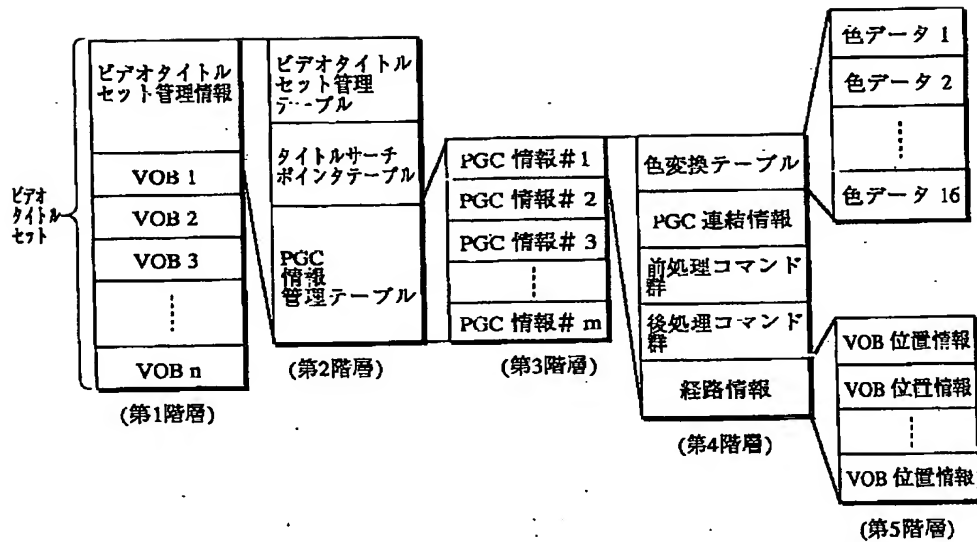 ビデオ
タイトル
セット
ビデオタイトル
セット管理情報
VOB 1
VOB 2
VOB 3
VOB n
(第1階層)
ビデオタイトル
セット管理
テーブル
タイトルサーチ
ポインタテーブル
PGC
情報
管理テーブル
(第2階層)
PGC 情報# 1
PGC 情報# 2
PGC 情報# 3
PGC 情報# m
(第3階層)
色変換テーブル
PGC 連結情報
前処理コマンド
群
後処理コマンド
群
経路情報
(第4階層)
色データ 1
色データ 2
色データ 16
VOB 位置情報
VOB 位置情報
VOB 位置情報
(第5階層)